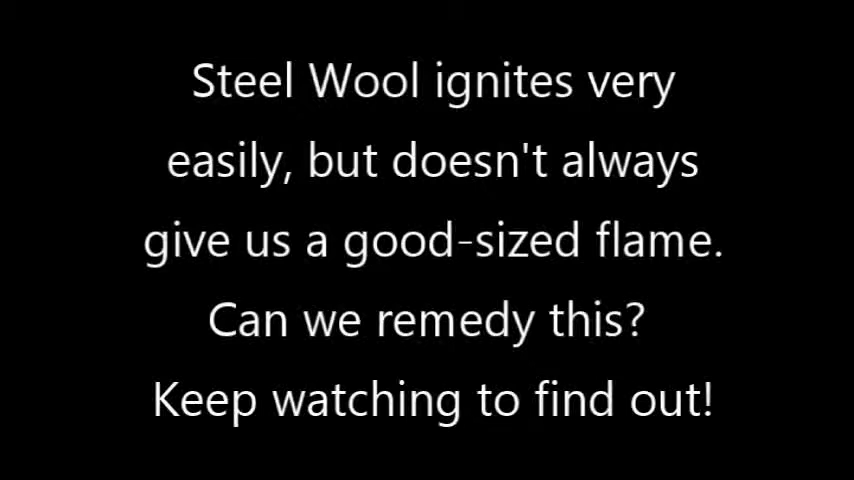 Steel Wool ignites very
easily, but doesn't always
give us a good-sized flame.
Can we remedy this?
Keep watching to find out!